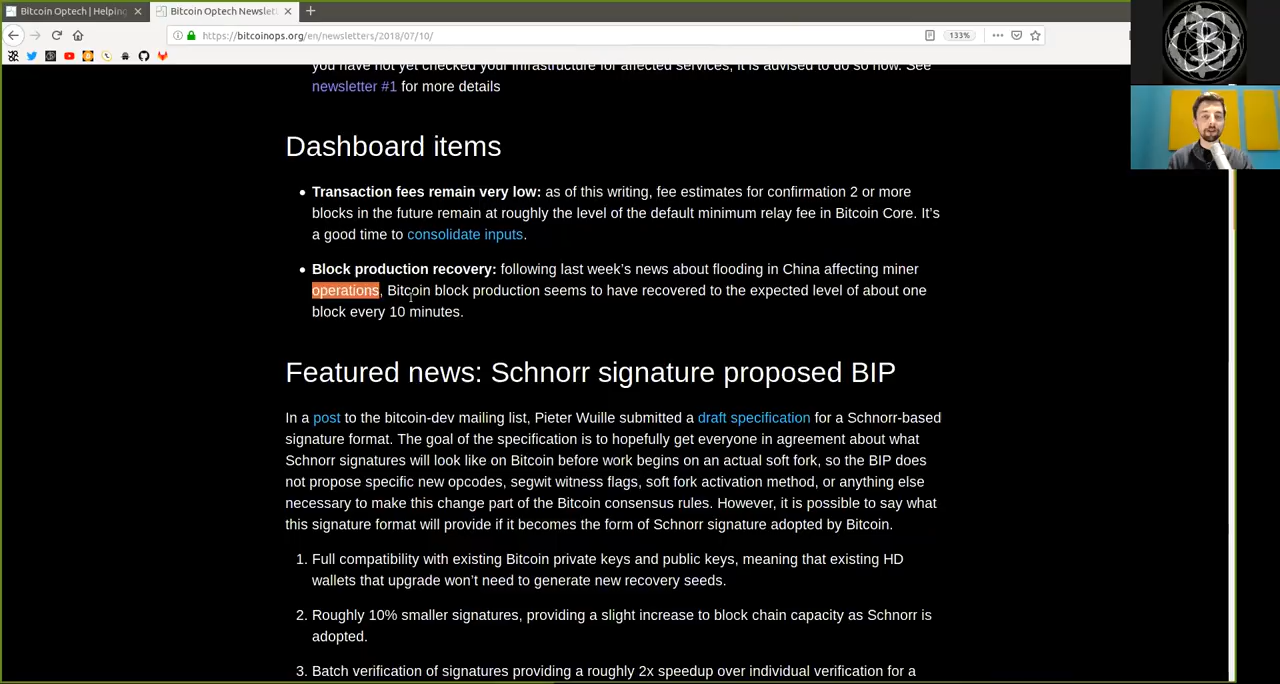 Bitcoin Optech | Helping
Bitcoin Optech Newslet
https://bitcoinops.org/en/newsletters/2018/07/10/
133%
you have not yet checked your infrastructure for affected services, it is advised to do so now. See
newsletter #1 for more details
Dashboard items
• Transaction fees remain very low: as of this writing, fee estimates for confirmation 2 or more
blocks in the future remain at roughly the level of the default minimum relay fee in Bitcoin Core. It's
a good time to consolidate inputs.
• Block production recovery: following last week's news about flooding in China affecting miner
operations, Bitcoin block production seems to have recovered to the expected level of about one
block every 10 minutes.
Featured news: Schnorr signature proposed BIP
In a post to the bitcoin-dev mailing list, Pieter Wuille submitted a draft specification for a Schnorr-based
signature format. The goal of the specification is to hopefully get everyone in agreement about what
Schnorr signatures will look like on Bitcoin before work begins on an actual soft fork, so the BIP does
not propose specific new opcodes, segwit witness flags, soft fork activation method, or anything else
necessary to make this change part of the Bitcoin consensus rules. However, it is possible to say what
this signature format will provide if it becomes the form of Schnorr signature adopted by Bitcoin.
1. Full compatibility with existing Bitcoin private keys and public keys, meaning that existing HD
wallets that upgrade won't need to generate new recovery seeds.
2. Roughly 10% smaller signatures, providing a slight increase to block chain capacity as Schnorr is
adopted.
3. Batch verification of signatures providing a roughly 2x speedup over individual verification for a